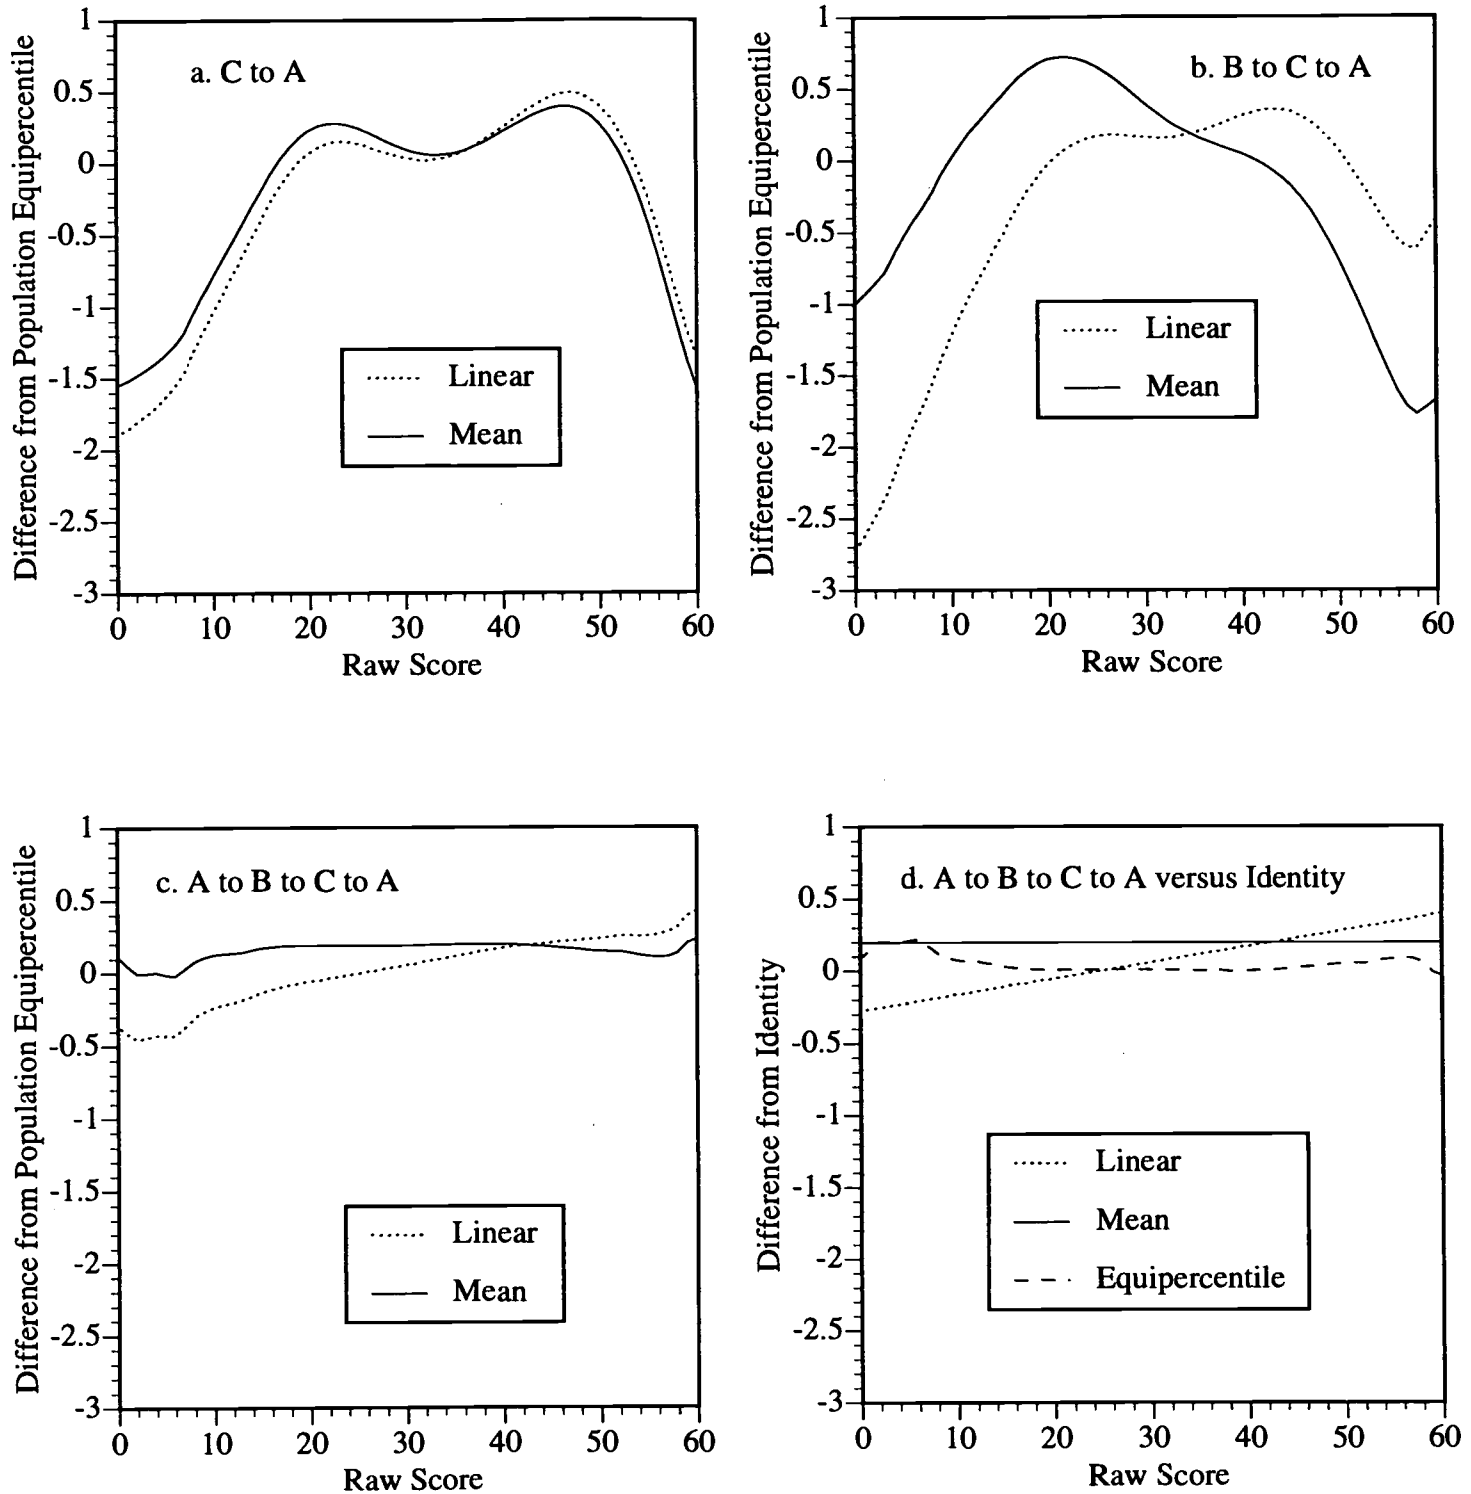 Difference from Population Equipercentile
1
0.5
0
-0.5
-1
-1.5
-2
-2.5
-3
a. C to A
Linear
Mean
0 10 20 30 40 50 60
Raw Score
Difference from Population Equipercentile
1
0.5
0
-0.5
-1
-1.5
-2
-2.5
-3
b. B to C to A
Linear
Mean
0 10 20 30 40 50 60
Raw Score
Difference from Population Equipercentile
1
0.5
0
-0.5
-1
-1.5
-2
-2.5
-3
c. A to B to C to A
Linear
Mean
0 10 20 30 40 50 60
Raw Score
Difference from Identity
1
0.5
0
-0.5
-1
-1.5
-2
-2.5
-3
d. A to B to C to A versus Identity
Linear
Mean
Equipercentile
0 10 20 30 40 50 60
Raw Score